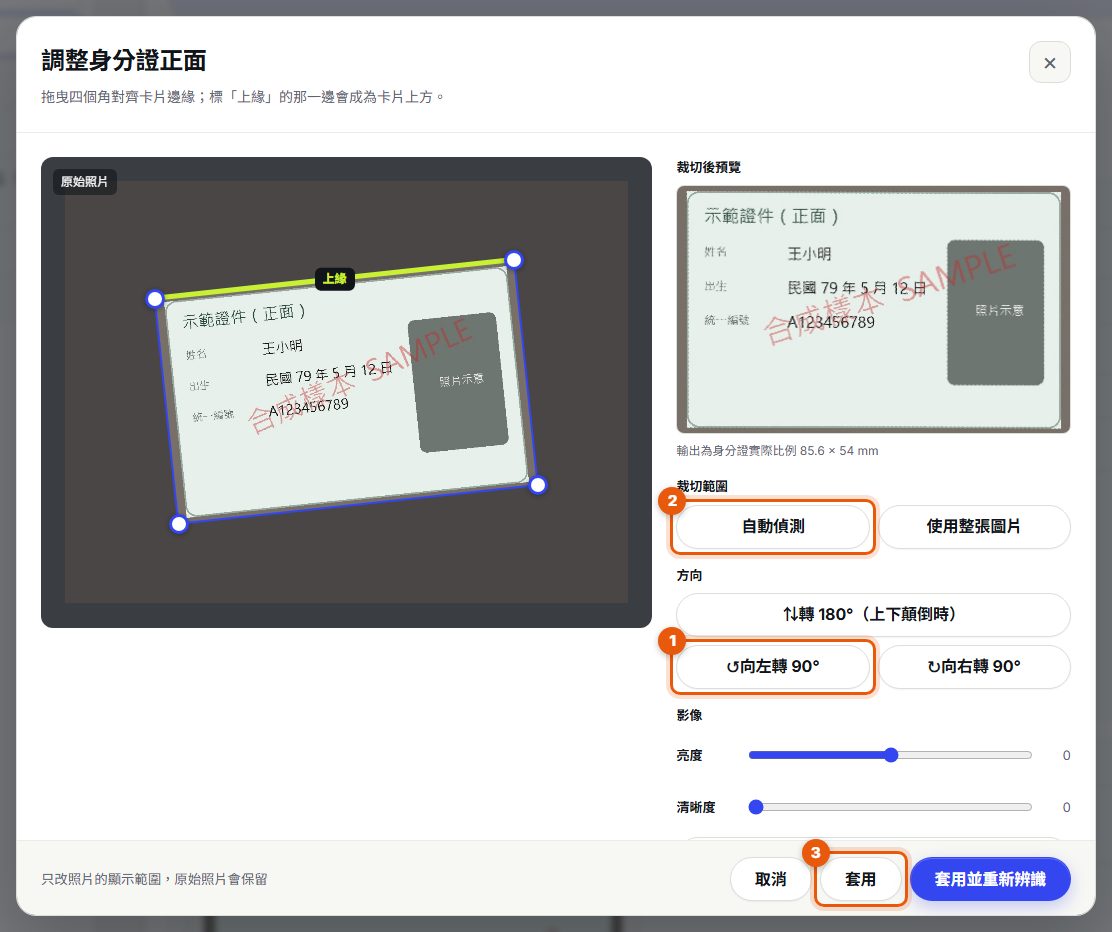 調整身分證正面
×
拖曳四個角對齊卡片邊緣；標「上緣」的那一邊會成為卡片上方。
原始照片
上緣
示範證件（正面）
姓名 王小明
出生 民國 79 年 5 月 12 日
統一編號 A123456789
照片示意
合成樣本 SAMPLE
裁切後預覽
示範證件（正面）
姓名 王小明
出生 民國 79 年 5 月 12 日
統一編號 A123456789
照片示意
合成樣本 SAMPLE
輸出為身分證實際比例 85.6 × 54 mm
裁切範圍
2
自動偵測 使用整張圖片
方向
⇅轉 180°（上下顛倒時）
1
↺向左轉 90° ↻向右轉 90°
影像
亮度 0
清晰度 0
只改照片的顯示範圍，原始照片會保留
3
取消 套用 套用並重新辨識